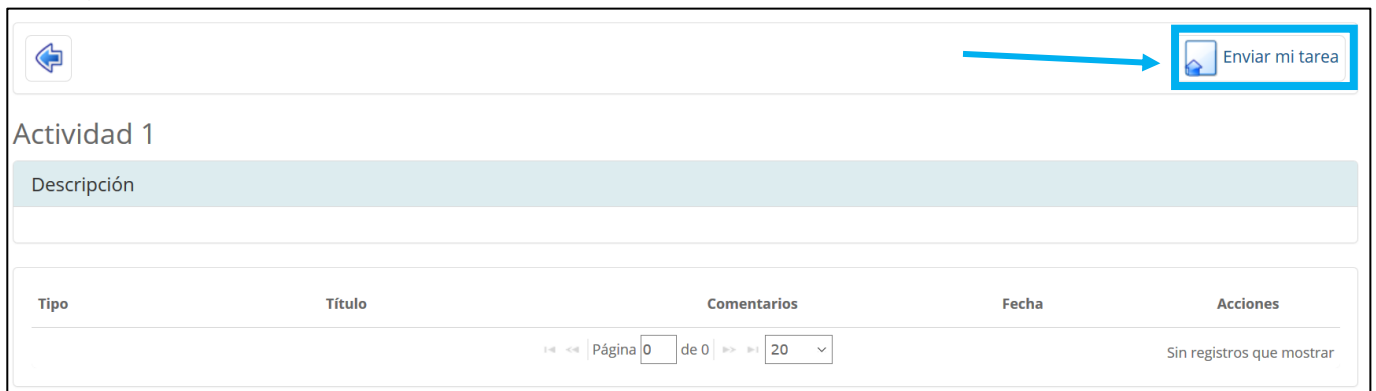 Enviar mi tarea
Actividad 1
Descripción
Tipo Título Comentarios Fecha Acciones
Página 0 de 0 20 Sin registros que mostrar